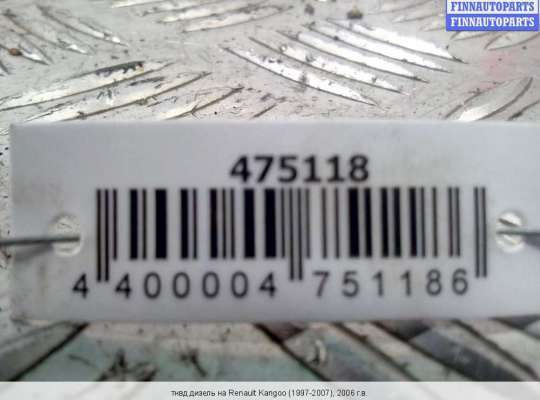 FINNAUTOPARTS
FINNAUTOPARTS
475118
4 400004 751186
тнвд дизель на Renault Kangoo (1997-2007), 2006 г.в.